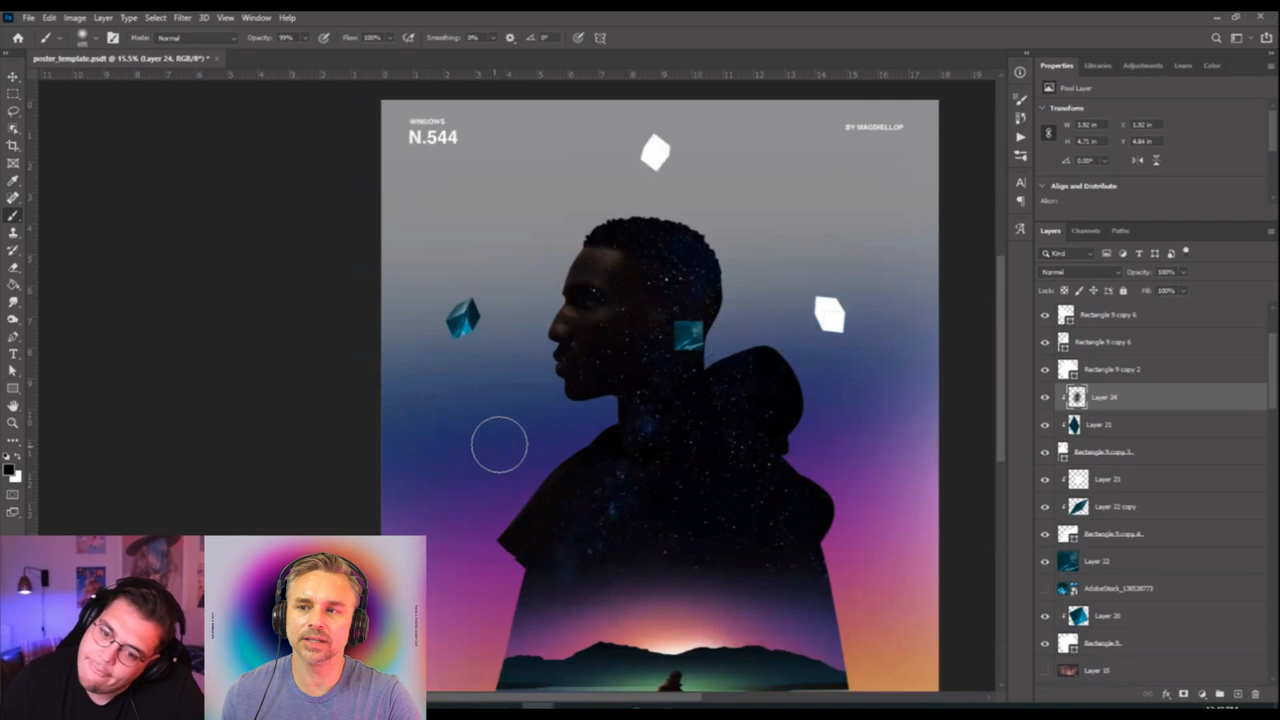 File Edit Image Layer Type Select Filter 3D View Window Help
Mode: Normal Opacity: 99% Flow: 100% Smoothing: 0% 0°
poster_template.psdt @ 15.5% (Layer 24, RGB/8*) *
WINDOWS
N.544
BY MAGDIELLOP
Properties Libraries Adjustments Learn Color
Pixel Layer
Transform
W 3.92 in X 1.92 in
H 4.71 in Y 4.84 in
0.00°
Align and Distribute
Align:
Layers Channels Paths
Kind
Normal Opacity: 100%
Lock: Fill: 100%
Rectangle 9 copy 6
Rectangle 9 copy 6
Rectangle 9 copy 2
Layer 24
Layer 21
Rectangle 9 copy 3
Layer 23
Layer 22 copy
Rectangle 9 copy 4
Layer 22
Layer 20
Rectangle 9
Layer 15